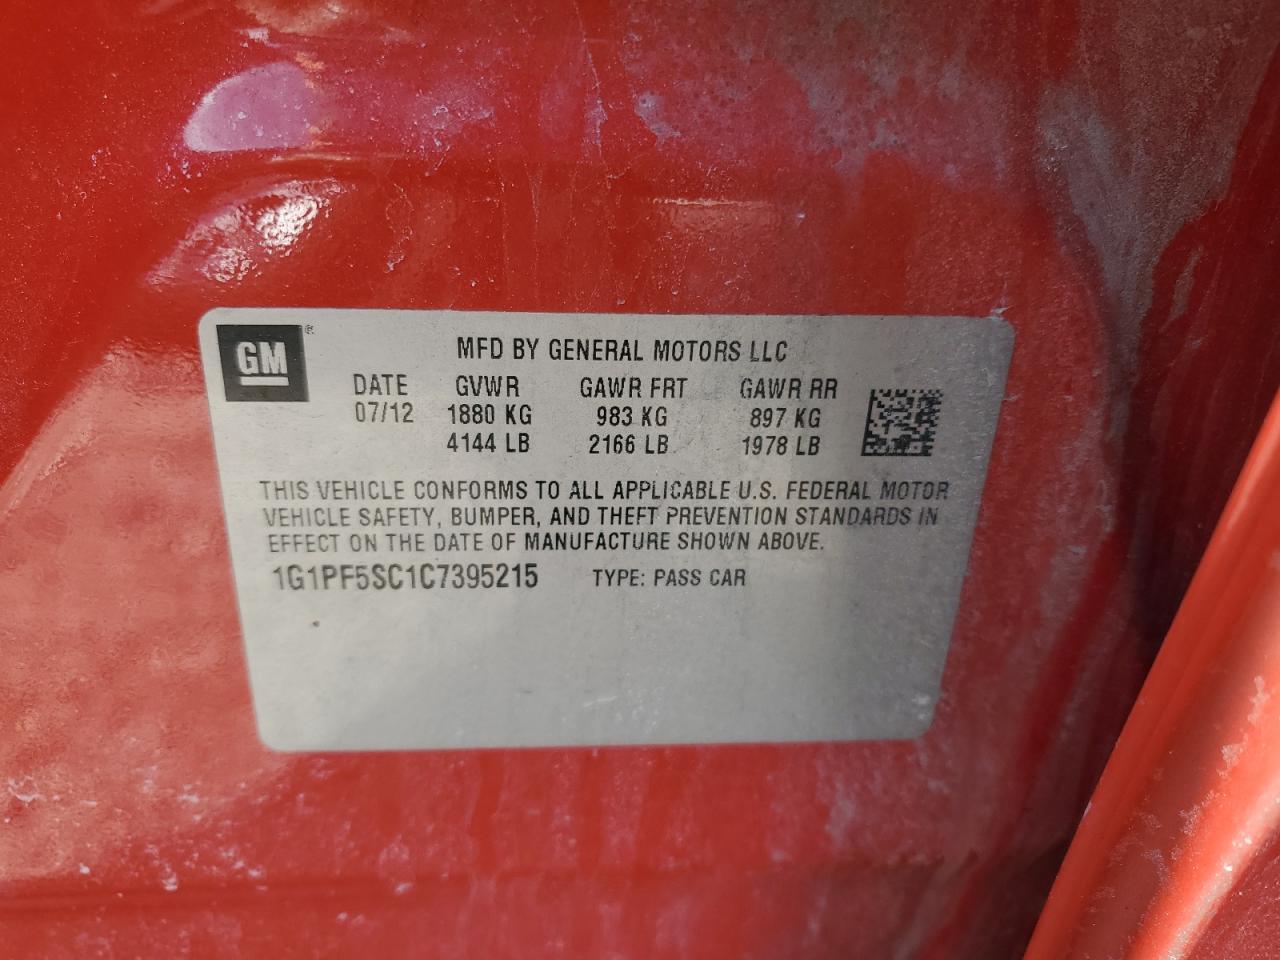 GM ®
MFD BY GENERAL MOTORS LLC
DATE GVWR GAWR FRT GAWR RR
07/12 1880 KG 983 KG 897 KG
4144 LB 2166 LB 1978 LB
THIS VEHICLE CONFORMS TO ALL APPLICABLE U.S. FEDERAL MOTOR
VEHICLE SAFETY, BUMPER, AND THEFT PREVENTION STANDARDS IN
EFFECT ON THE DATE OF MANUFACTURE SHOWN ABOVE.
1G1PF5SC1C7395215 TYPE: PASS CAR